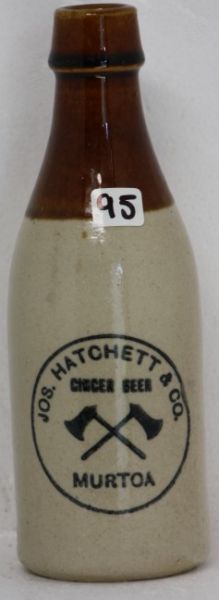 95
JOS. HATCHETT & CO.
GINGER BEER
MURTOA